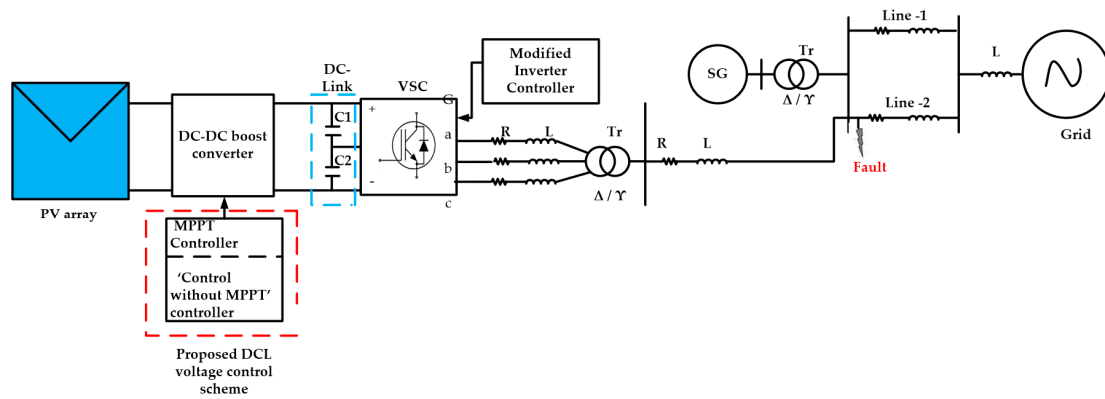 PV array
DC-DC boost
converter
MPPT
Controller
‘Control
without MPPT’
controller
Proposed DCL
voltage control
scheme
DC-
Link
C1
C2
VSC
+
-
G
a
b
c
Modified
Inverter
Controller
R
L
Tr
Δ / ϒ
R
L
SG
Tr
Δ / ϒ
Line -1
Line -2
Fault
L
Grid